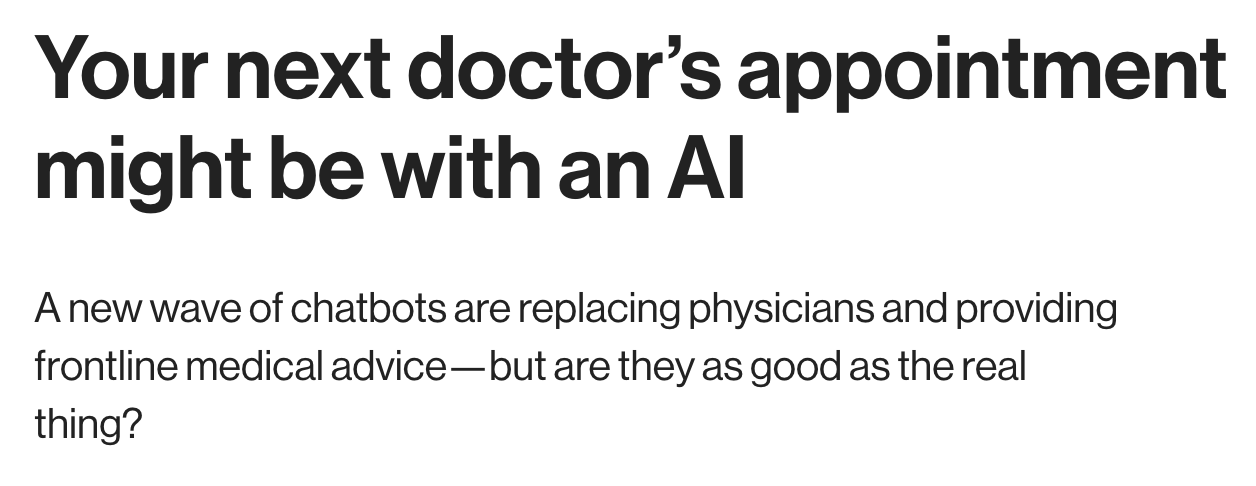 Your next doctor’s appointment
might be with an AI
A new wave of chatbots are replacing physicians and providing
frontline medical advice—but are they as good as the real
thing?